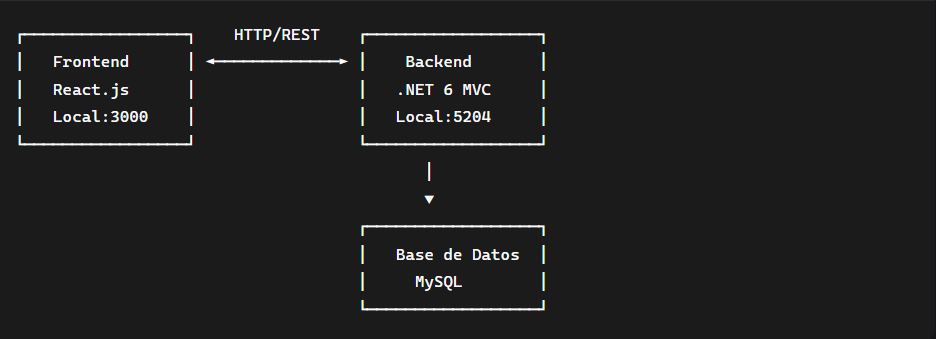 HTTP/REST
Frontend
React.js
Local:3000
Backend
.NET 6 MVC
Local:5204
Base de Datos
MySQL